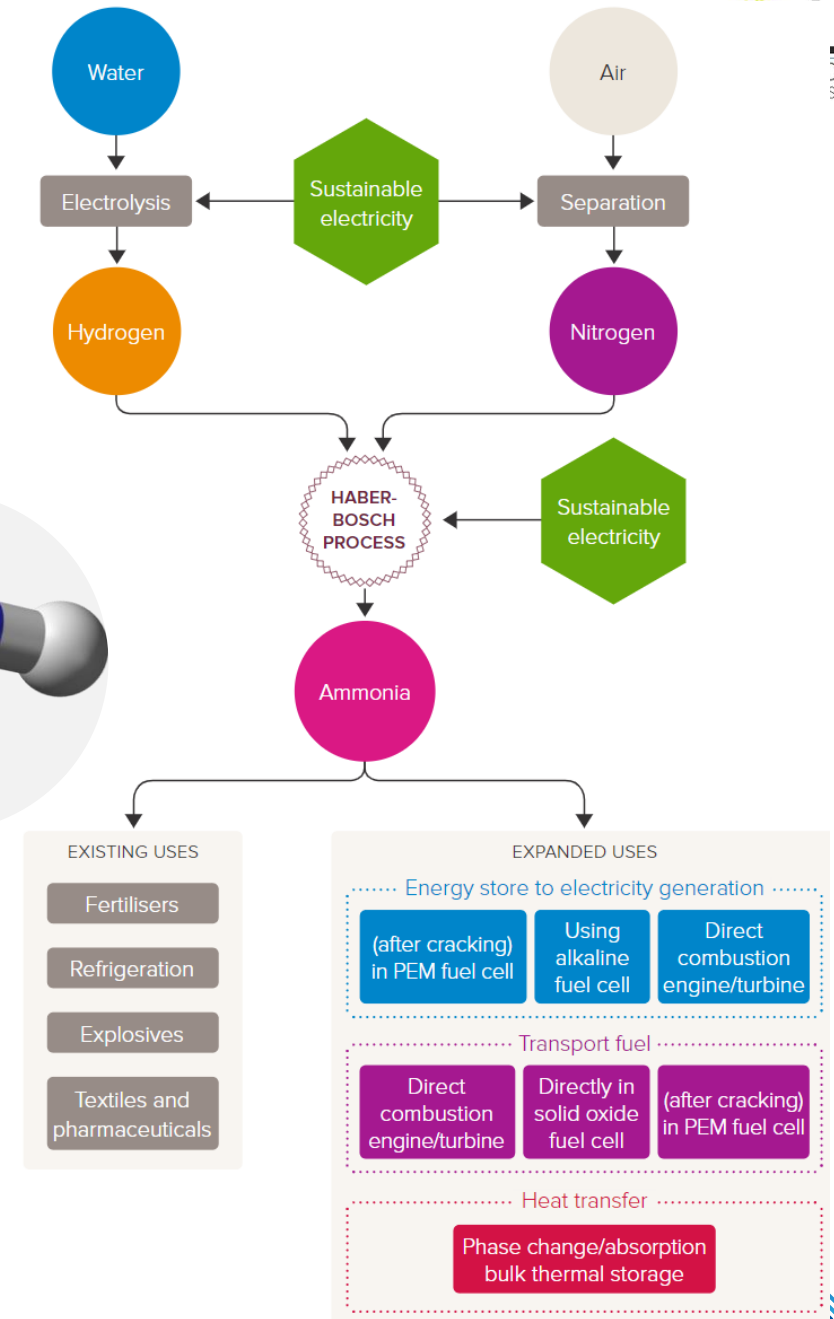 Water
Air
Electrolysis
Sustainable
electricity
Separation
Hydrogen
Nitrogen
HABER-
BOSCH
PROCESS
Sustainable
electricity
Ammonia
EXISTING USES
Fertilisers
Refrigeration
Explosives
Textiles and
pharmaceuticals
EXPANDED USES
Energy store to electricity generation
(after cracking)
in PEM fuel cell
Using
alkaline
fuel cell
Direct
combustion
engine/turbine
Transport fuel
Direct
combustion
engine/turbine
Directly in
solid oxide
fuel cell
(after cracking)
in PEM fuel cell
Heat transfer
Phase change/absorption
bulk thermal storage